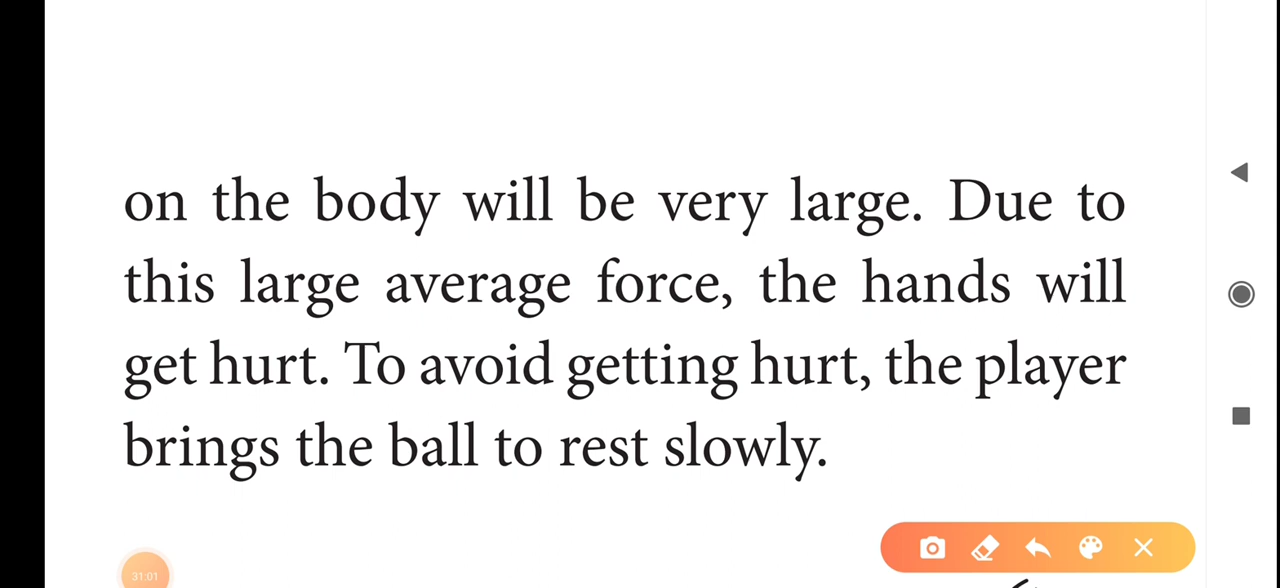 on the body will be very large. Due to
this large average force, the hands will
get hurt. To avoid getting hurt, the player
brings the ball to rest slowly.
31:01